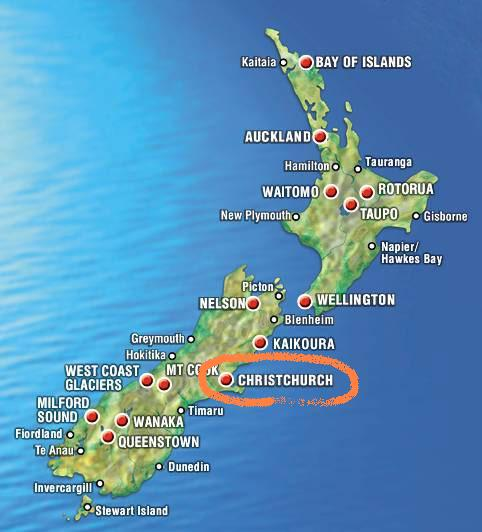 Kaitaia
BAY OF ISLANDS
AUCKLAND
Hamilton
Tauranga
WAITOMO
ROTORUA
TAUPO
New Plymouth
Gisborne
Napier/
Hawkes Bay
Picton
NELSON
WELLINGTON
Blenheim
Greymouth
KAIKOURA
Hokitika
WEST COAST
GLACIERS
MT COOK
CHRISTCHURCH
MILFORD
SOUND
Timaru
WANAKA
Fiordland
QUEENSTOWN
Te Anau
Dunedin
Invercargill
Stewart Island